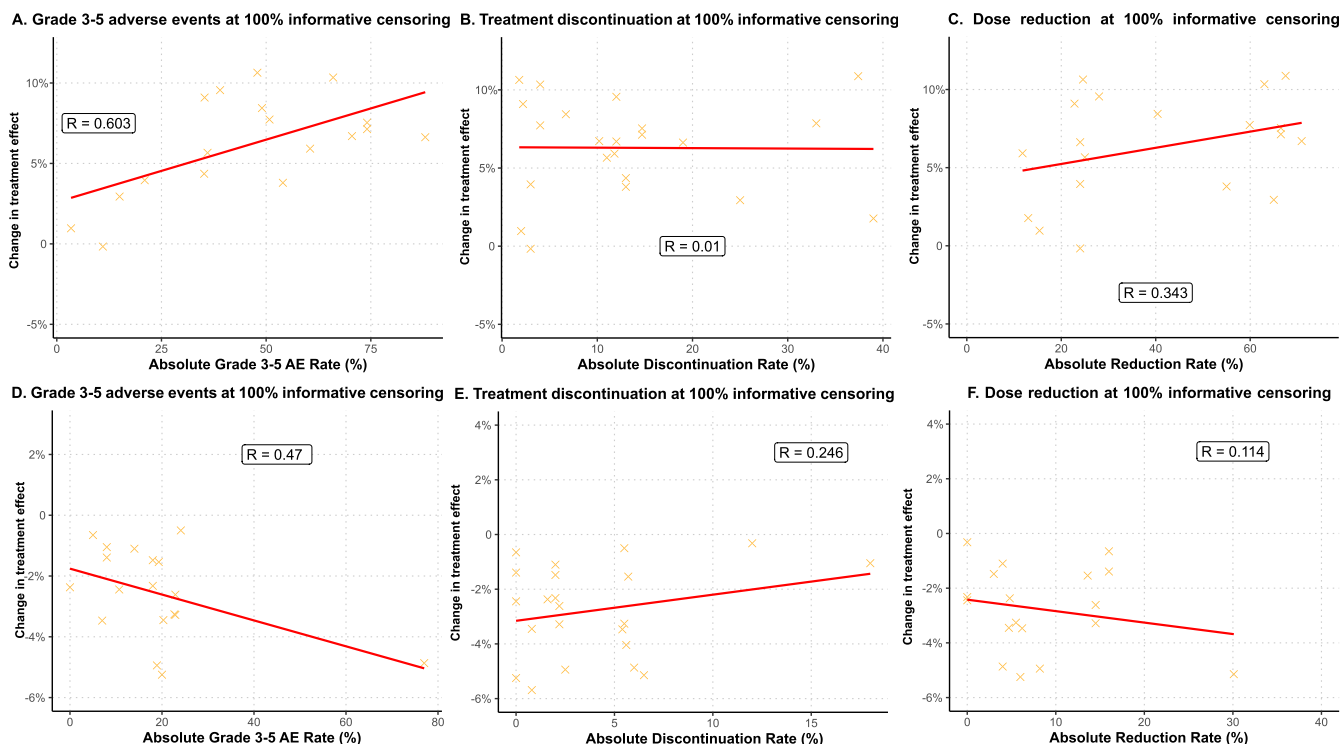 A. Grade 3-5 adverse events at 100% informative censoring
Change in treatment effect
10%
5%
0
-5%
R = 0.603
0
25
50
75
Absolute Grade 3-5 AE Rate (%)
B. Treatment discontinuation at 100% informative censoring
Change in treatment effect
10%
5%
0
-5%
R = 0.01
0
10
20
30
40
Absolute Discontinuation Rate (%)
C. Dose reduction at 100% informative censoring
Change in treatment effect
10%
5%
0
-5%
R = 0.343
0
20
40
60
Absolute Reduction Rate (%)
D. Grade 3-5 adverse events at 100% informative censoring
Change in treatment effect
2%
0
-2%
-4%
-6%
R = 0.47
0
20
40
60
80
Absolute Grade 3-5 AE Rate (%)
E. Treatment discontinuation at 100% informative censoring
Change in treatment effect
4%
2%
0
-2%
-4%
-6%
R = 0.246
0
5
10
15
Absolute Discontinuation Rate (%)
F. Dose reduction at 100% informative censoring
Change in treatment effect
4%
2%
0
-2%
-4%
-6%
R = 0.114
0
10
20
30
40
Absolute Reduction Rate (%)